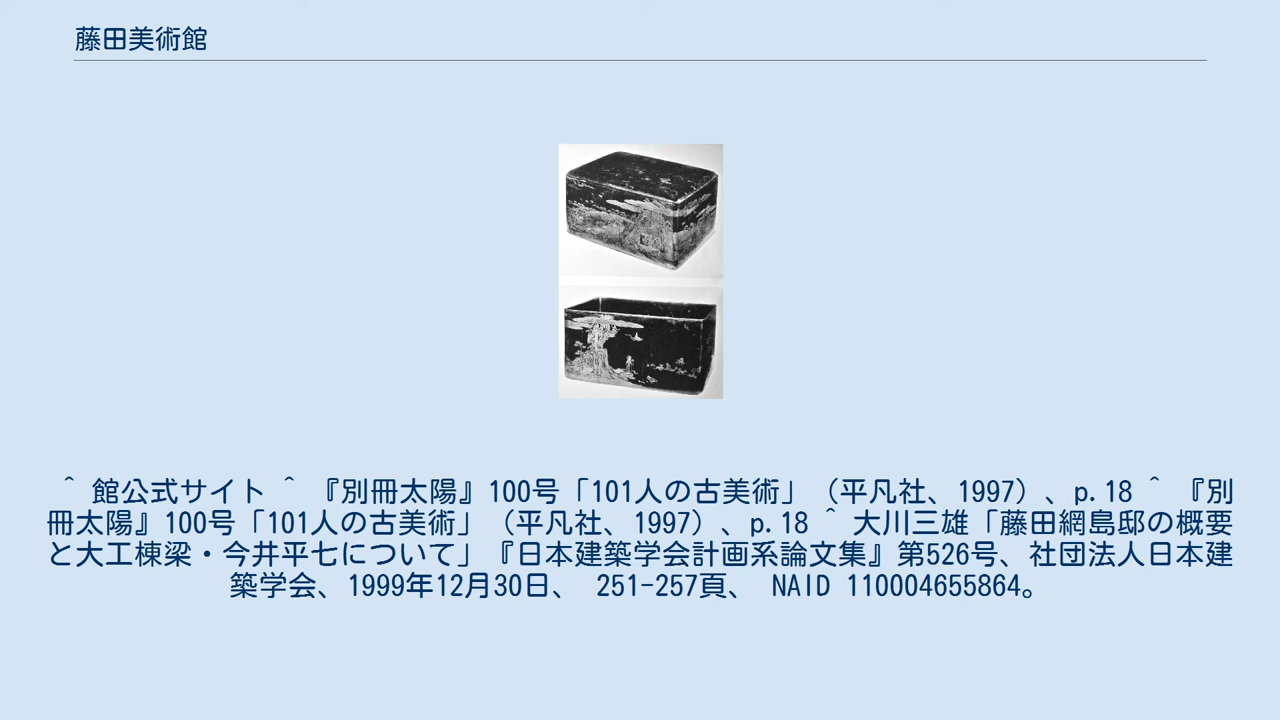 藤田美術館
^ 館公式サイト ^ 『別冊太陽』100号「101人の古美術」（平凡社、1997）、p.18 ^ 『別
冊太陽』100号「101人の古美術」（平凡社、1997）、p.18 ^ 大川三雄「藤田網島邸の概要
と大工棟梁・今井平七について」『日本建築学会計画系論文集』第526号、社団法人日本建
築学会、1999年12月30日、 251-257頁、 NAID 110004655864。